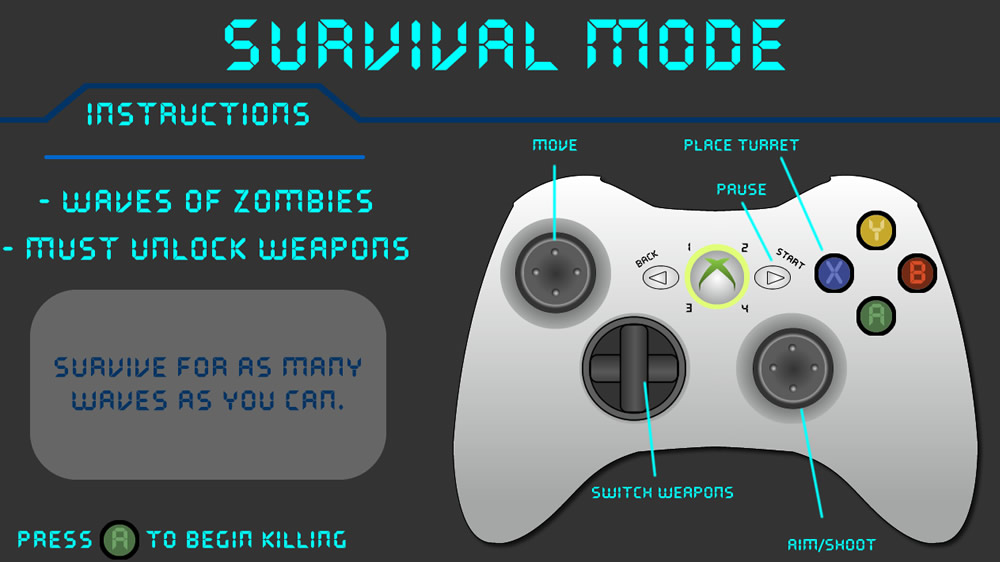 SURVIVAL MODE
INSTRUCTIONS
- WAVES OF ZOMBIES
- MUST UNLOCK WEAPONS
SURVIVE FOR AS MANY
WAVES AS YOU CAN.
PRESS A TO BEGIN KILLING
MOVE
PLACE TURRET
PAUSE
BACK
1
2
3
4
START
Y
X
B
A
SWITCH WEAPONS
AIM/SHOOT